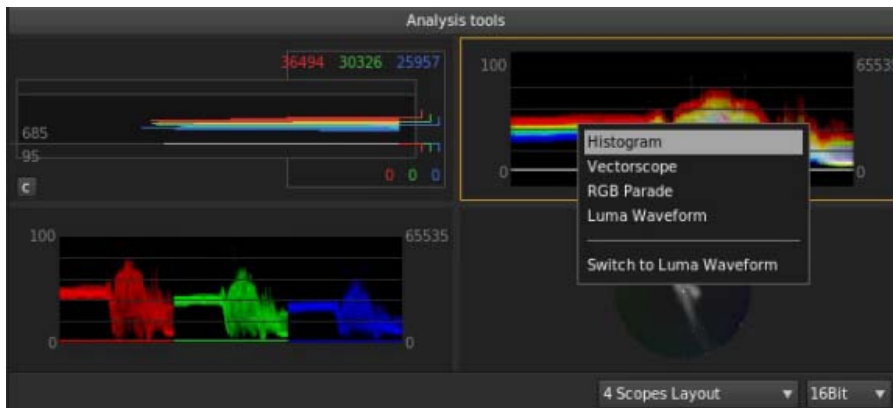 Analysis tools
36494 30326 25957
685
95
0 0 0
C
100 65535
0 0
Histogram
Vectorscope
RGB Parade
Luma Waveform
Switch to Luma Waveform
100 65535
0 0
4 Scopes Layout 16Bit